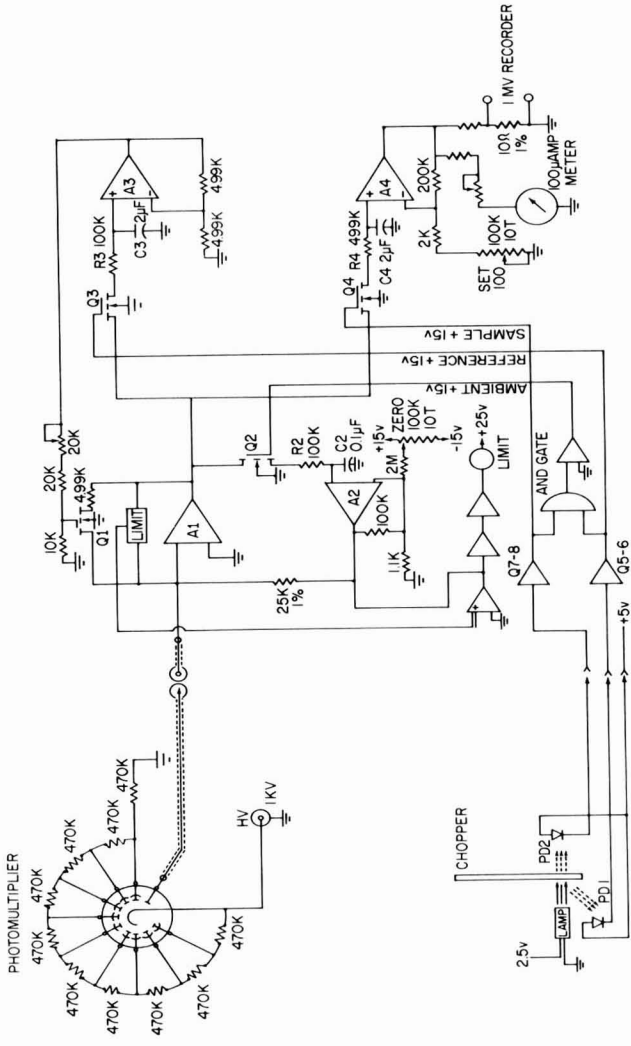 PHOTOMULTIPLIER
470K
470K
470K
470K
470K
470K
470K
470K
470K
470K
HV
1KV
10K
20K
20K
Q1
499K
LIMIT
A1
25K
1%
Q2
R2
100K
C2
0.1µF
A2
100K
1.1K
+15v
ZERO
100K
10T
2M
-15v
+
LIMIT
+25v
Q3
R3 100K
C3
2µF
+
-
A3
499K
499K
Q4
R4 499K
C4 2µF
+
-
A4
2K
200K
SET
100
100K
10T
100µAMP
METER
10Ω
1%
1 MV RECORDER
SAMPLE +15v
REFERENCE +15v
AMBIENT +15v
AND GATE
Q7-8
Q5-6
+5v
CHOPPER
PD2
PD1
LAMP
2.5v